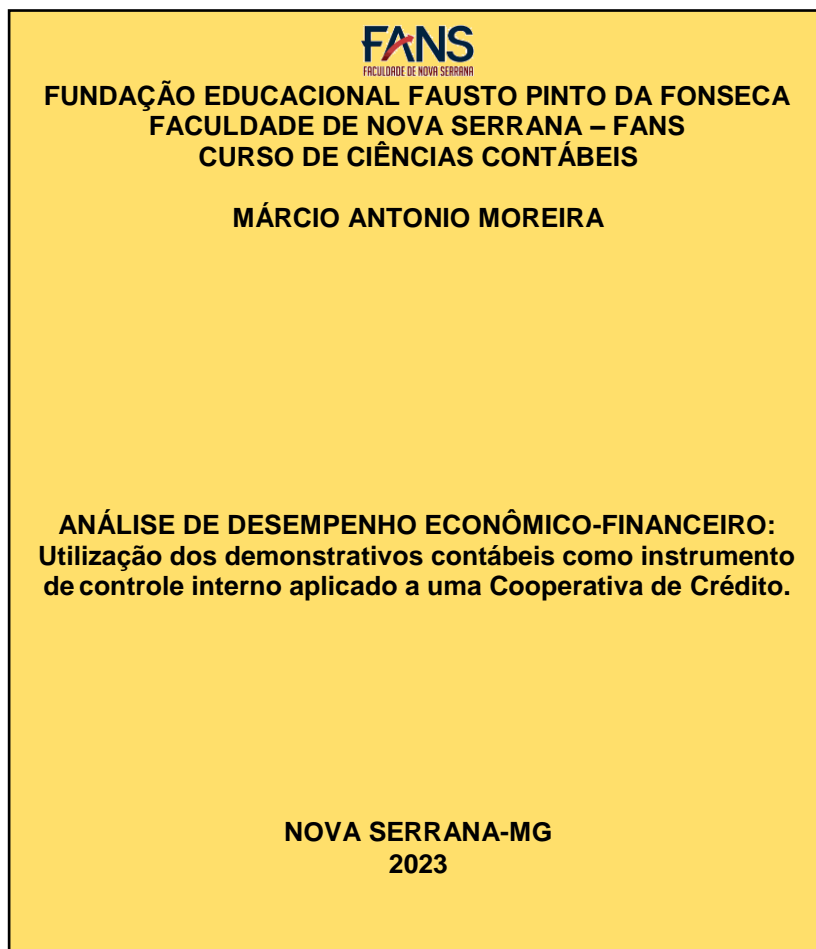 FANS
FACULDADE DE NOVA SERRANA
FUNDAÇÃO EDUCACIONAL FAUSTO PINTO DA FONSECA
FACULDADE DE NOVA SERRANA – FANS
CURSO DE CIÊNCIAS CONTÁBEIS
MÁRCIO ANTONIO MOREIRA
ANÁLISE DE DESEMPENHO ECONÔMICO-FINANCEIRO:
Utilização dos demonstrativos contábeis como instrumento
de controle interno aplicado a uma Cooperativa de Crédito.
NOVA SERRANA-MG
2023